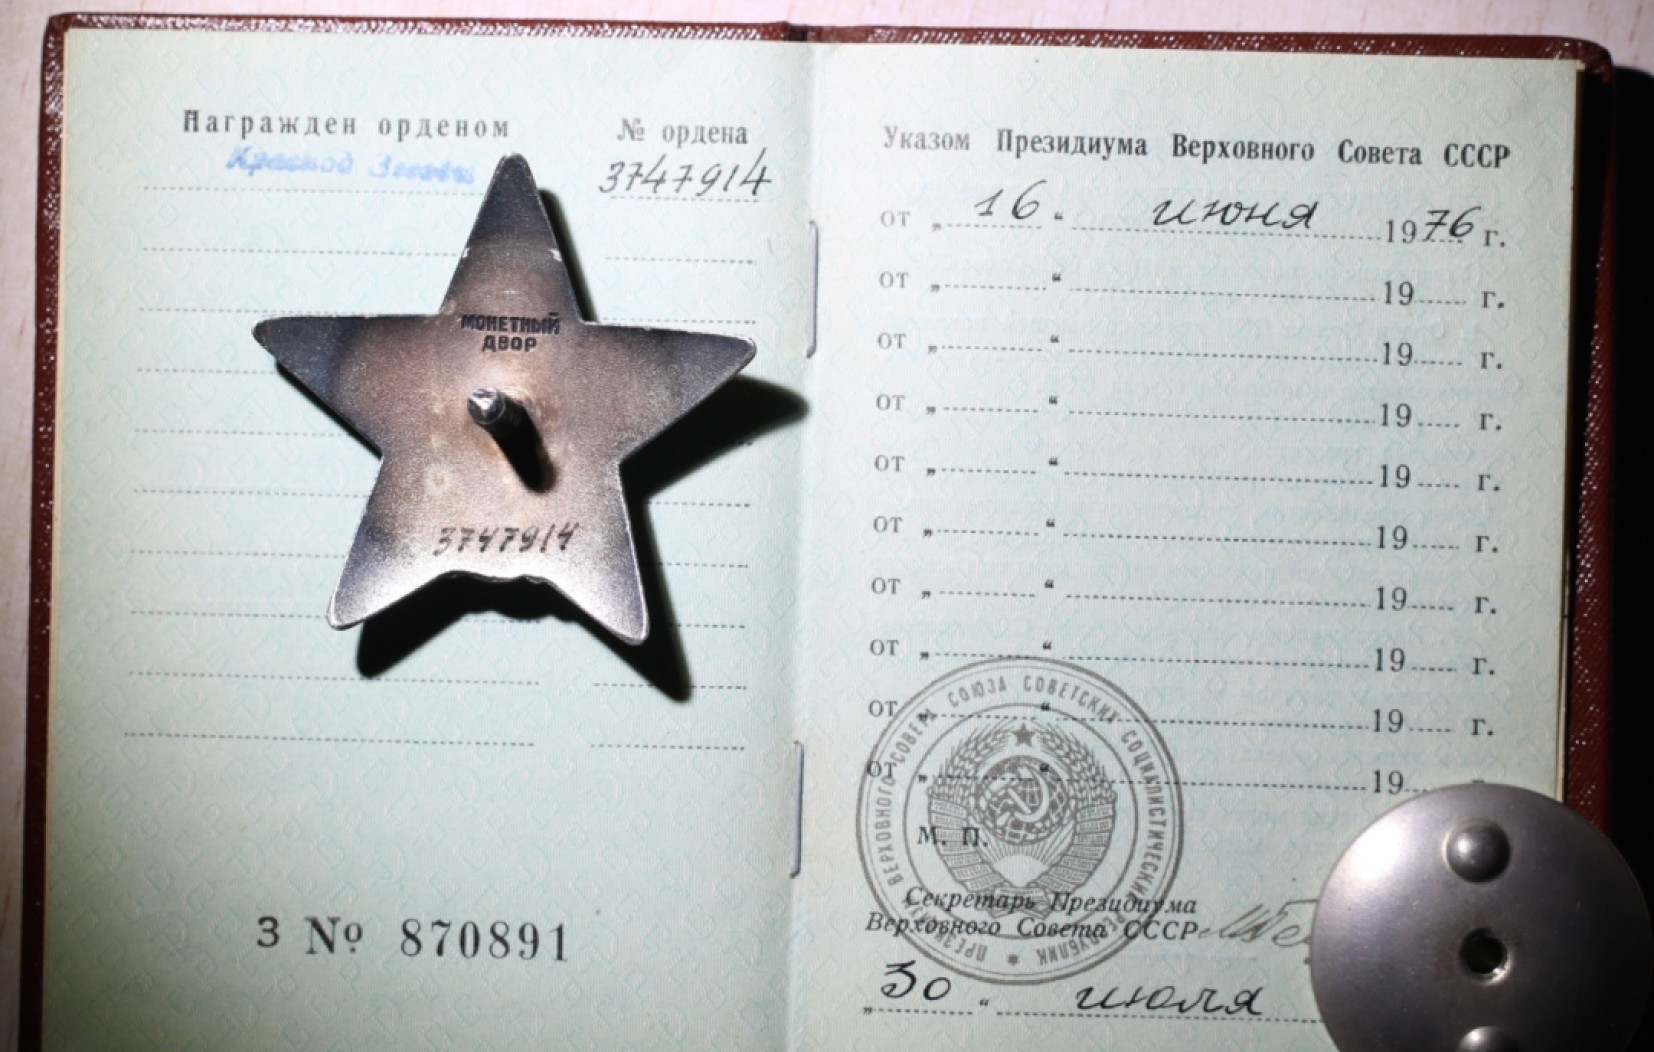 Награжден орденом № ордена
Красной Звезды 3747914
МОНЕТНЫЙ
ДВОР
3747914
З № 870891
Указом Президиума Верховного Совета СССР
от „ 16 “ июня 1976 г.
от „ “ 19 г.
от „ “ 19 г.
от „ “ 19 г.
от „ “ 19 г.
от „ “ 19 г.
от „ “ 19 г.
от „ “ 19 г.
от „ “ 19 г.
от „ “ 19
ПРЕЗИДИУМ ВЕРХОВНОГО СОВЕТА СОЮЗА СОВЕТСКИХ СОЦИАЛИСТИЧЕСКИХ РЕСПУБЛИК
М. П.
Секретарь Президиума
Верховного Совета СССР
„ 30 “ июля